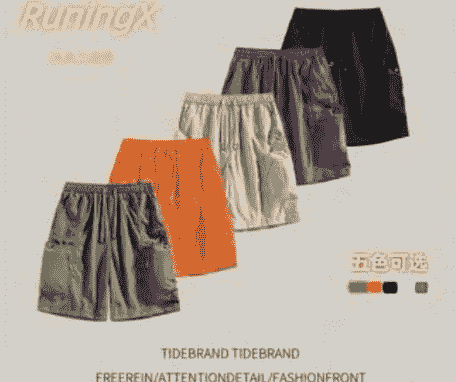 RuningX
五色可选
TIDEBRAND TIDEBRAND
FREEREIN/ATTENTIONDETAIL/FASHIONFRONT